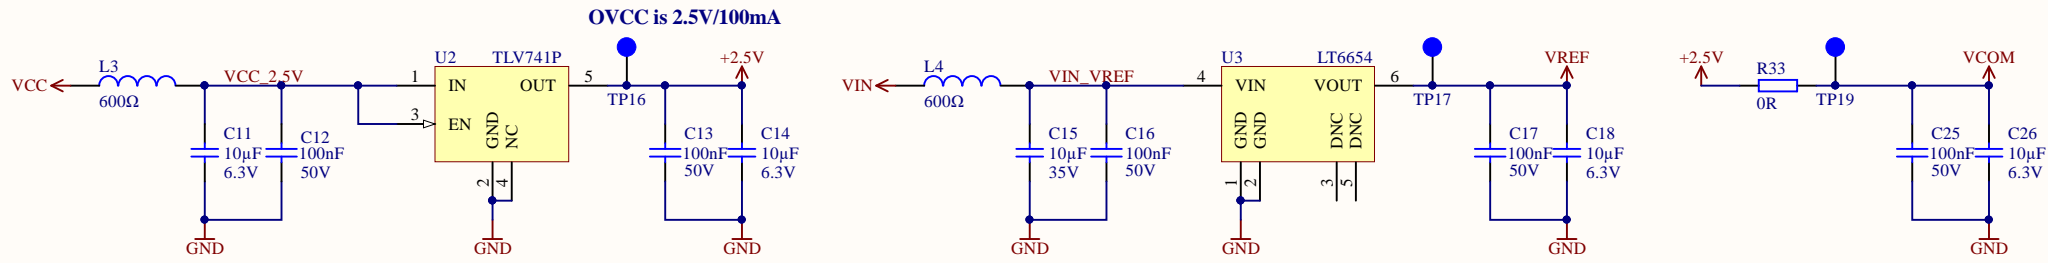 OVCC is 2.5V/100mA
VCC
L3
600Ω
VCC_2.5V
C11
10µF
6.3V
C12
100nF
50V
GND
U2
TLV741P
1
IN
3
EN
OUT
5
GND
NC
2
4
GND
TP16
+2.5V
C13
100nF
50V
C14
10µF
6.3V
GND
VIN
L4
600Ω
VIN_VREF
C15
10µF
35V
C16
100nF
50V
GND
U3
LT6654
4
VIN
VOUT
6
GND
GND
DNC
DNC
1
2
3
5
GND
TP17
VREF
C17
100nF
50V
C18
10µF
6.3V
GND
+2.5V
R33
0R
TP19
VCOM
C25
100nF
50V
C26
10µF
6.3V
GND